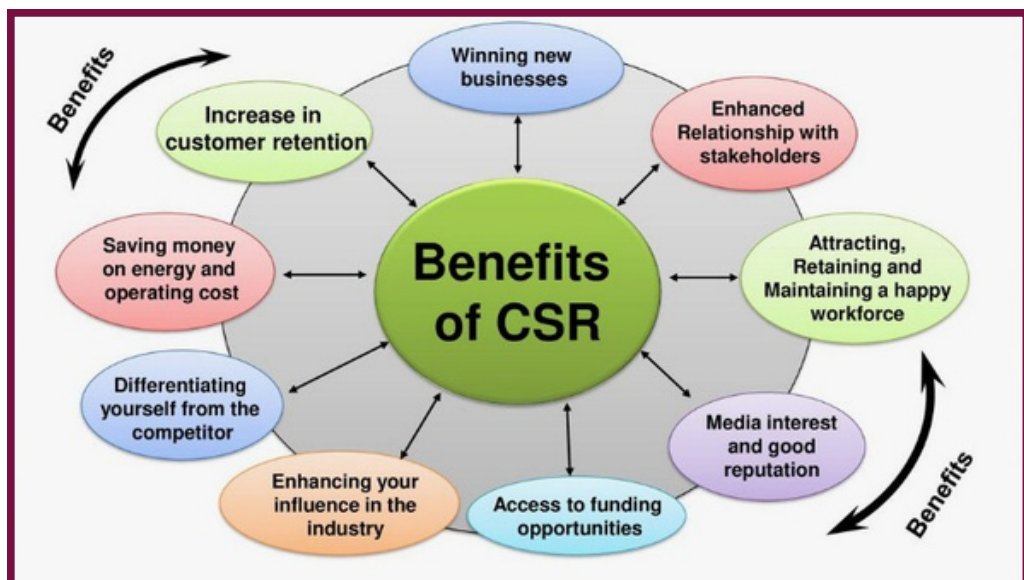 Benefits
Winning new
businesses
Enhanced
Relationship with
stakeholders
Attracting,
Retaining and
Maintaining a happy
workforce
Media interest
and good
reputation
Access to funding
opportunities
Enhancing your
influence in the
industry
Differentiating
yourself from the
competitor
Saving money
on energy and
operating cost
Increase in
customer retention
Benefits
of CSR
Benefits